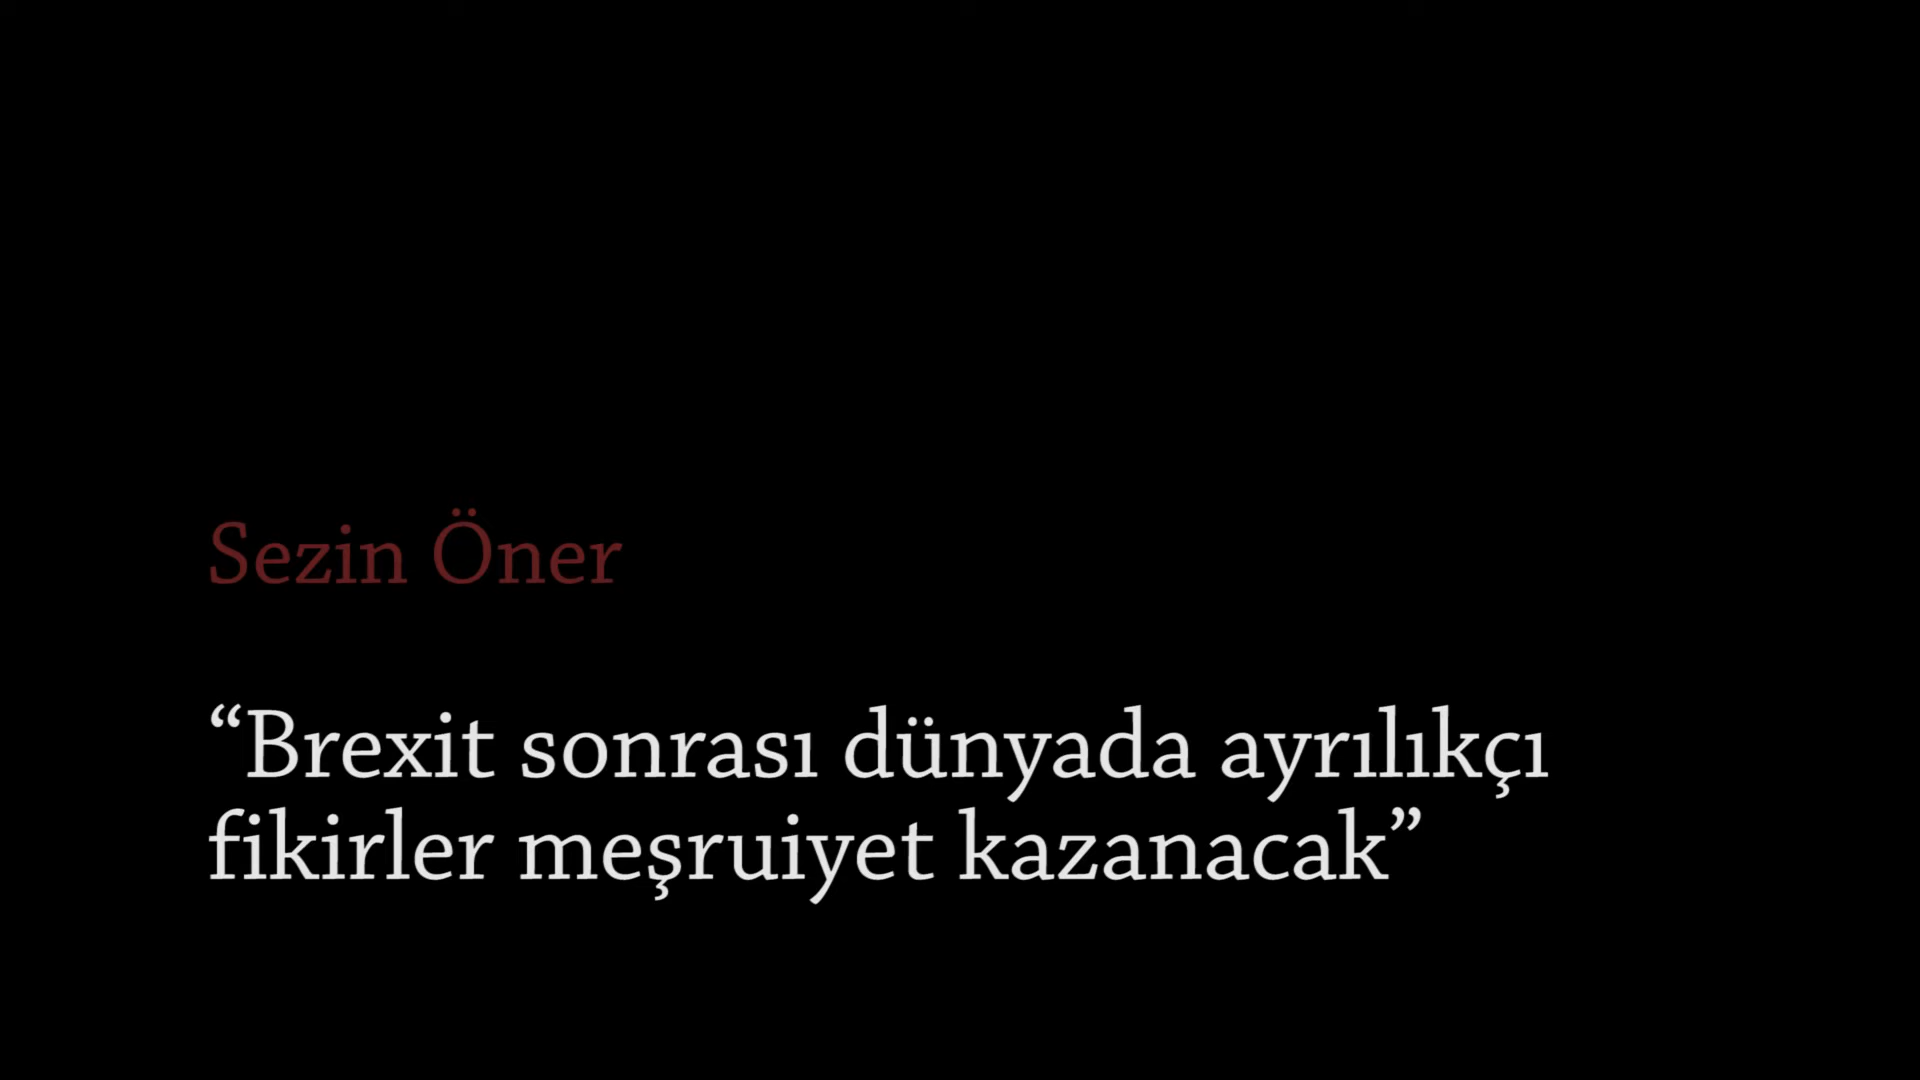 Sezin Öner
“Brexit sonrası dünyada ayrılıkçı
fikirler meşruiyet kazanacak”